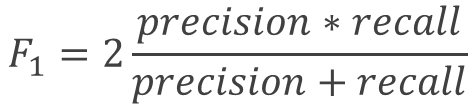 F₁ = 2 precision * recall / precision + recall